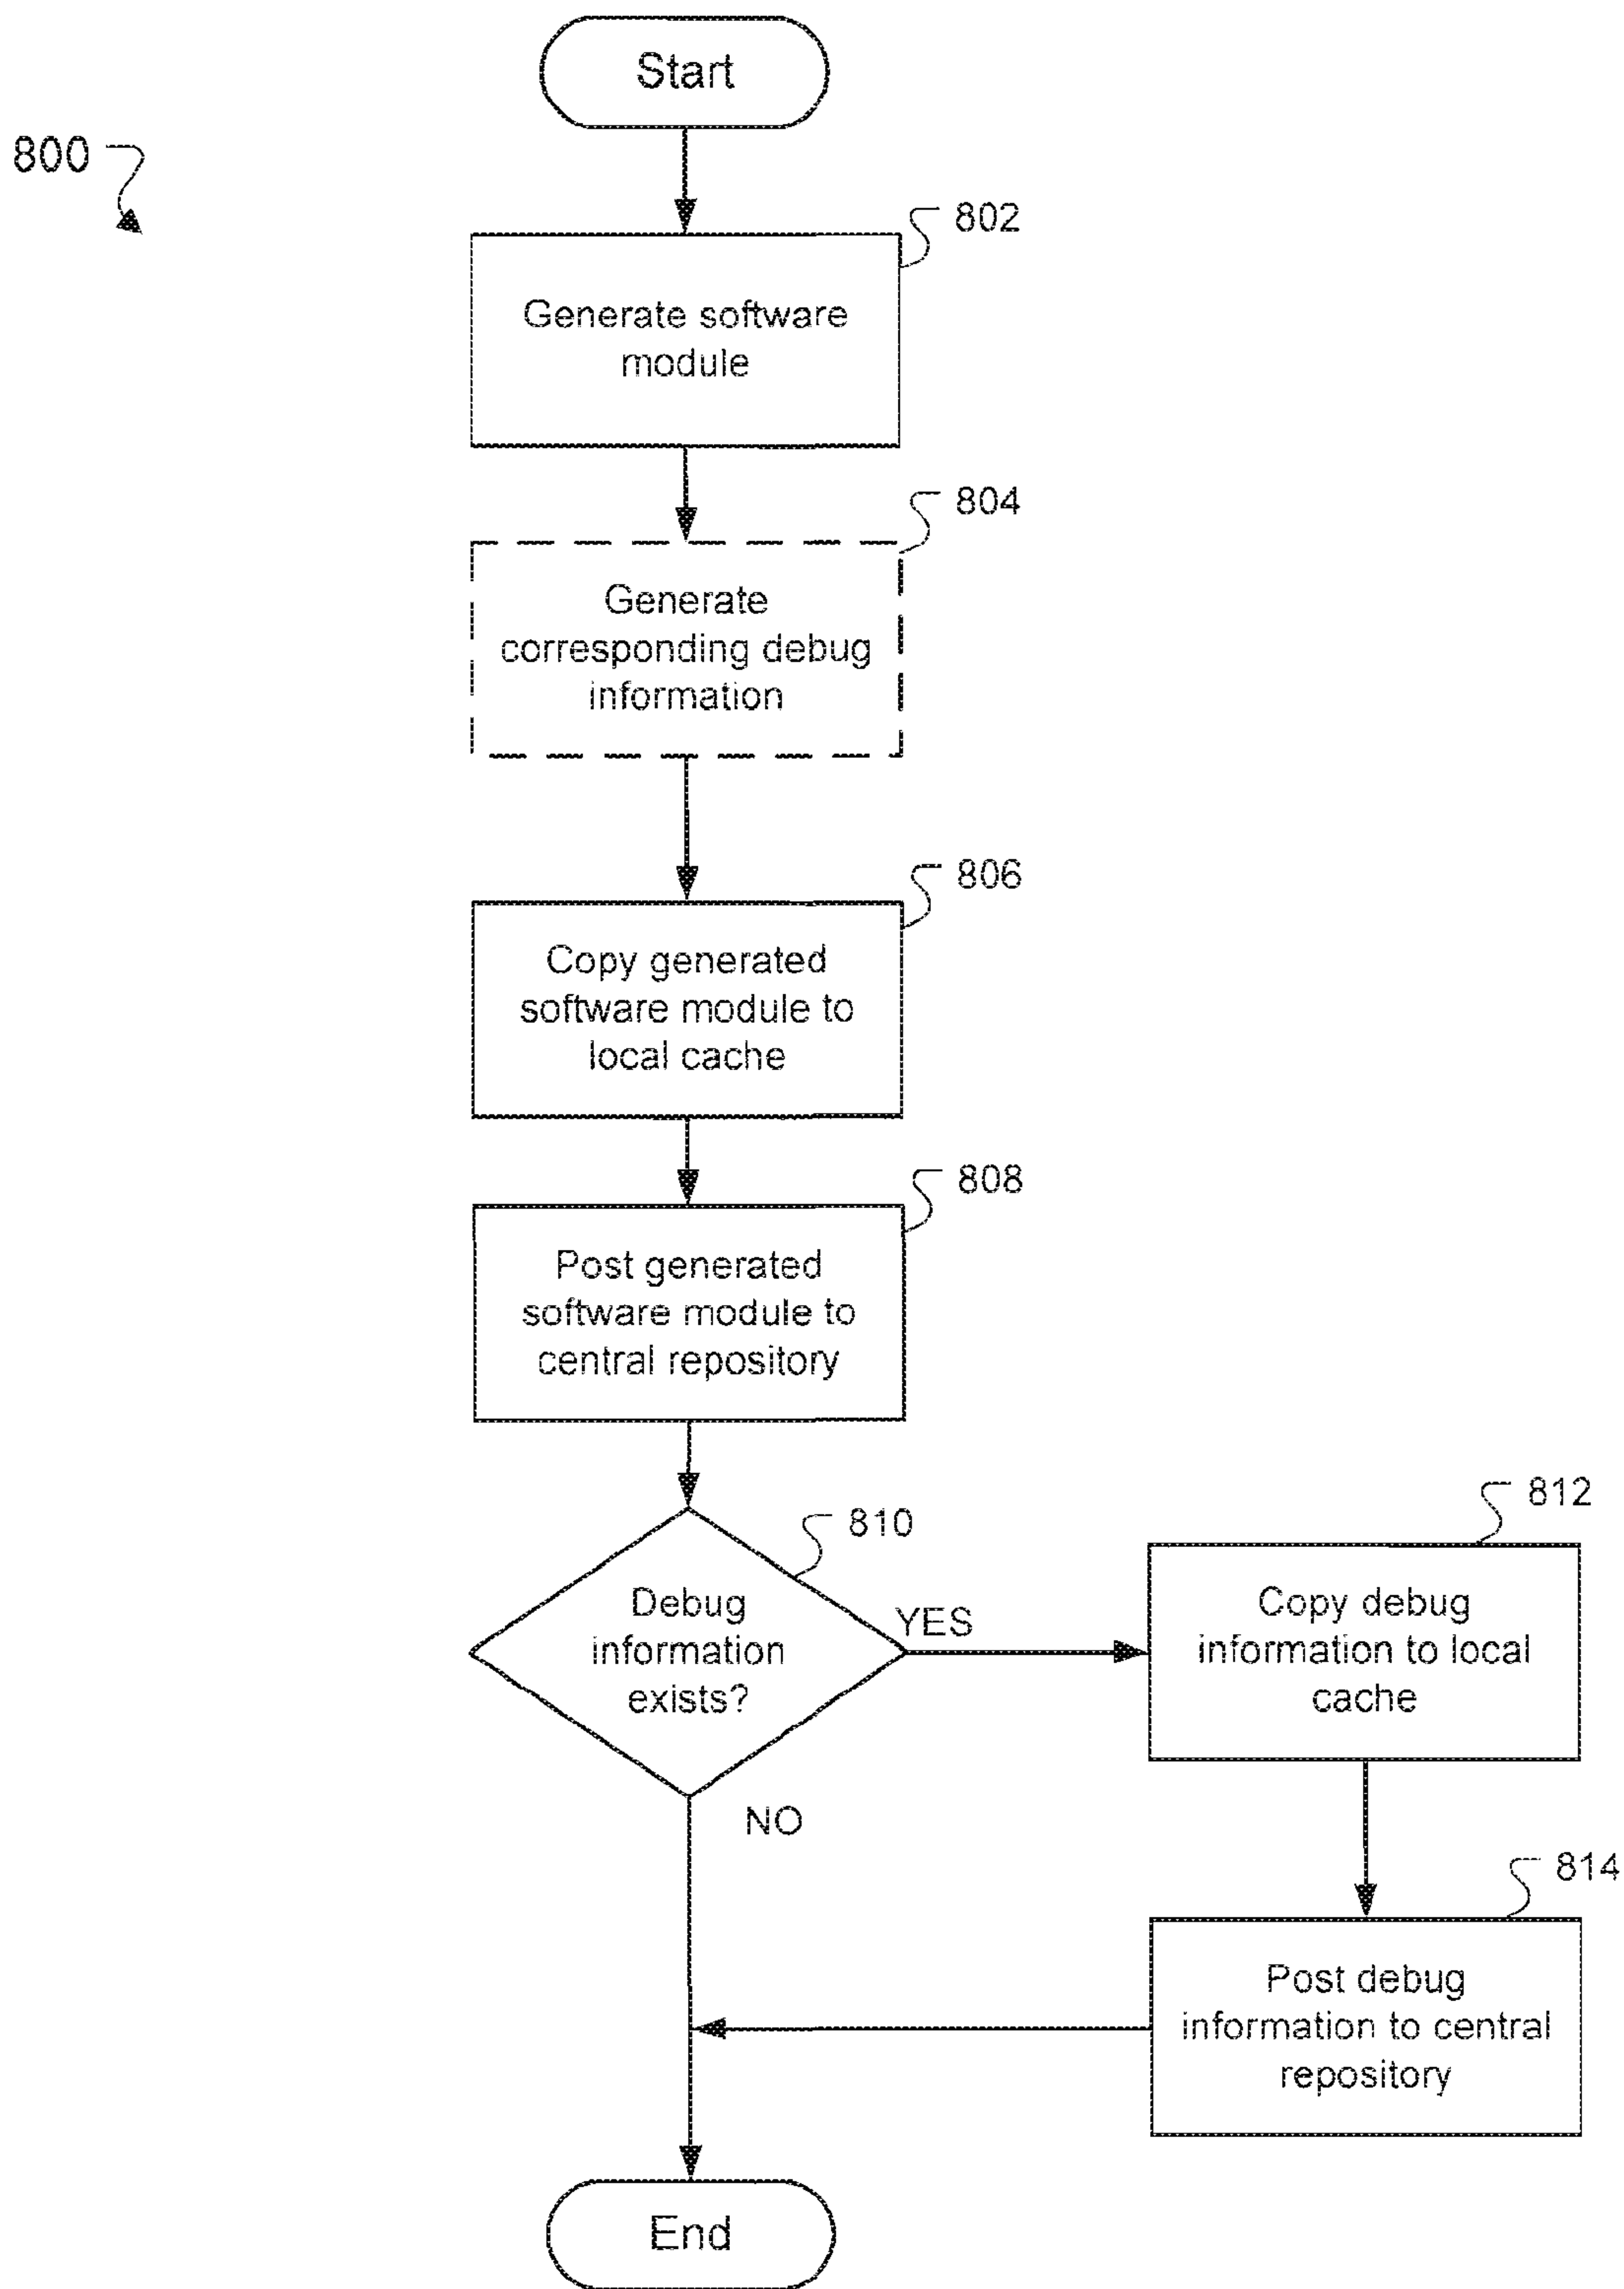 Start
800
802
Generate software
module
804
Generate
corresponding debug
information
806
Copy generated
software module to
local cache
808
Post generated
software module to
central repository
810
Debug
information
exists?
YES
NO
812
Copy debug
information to local
cache
814
Post debug
information to central
repository
End